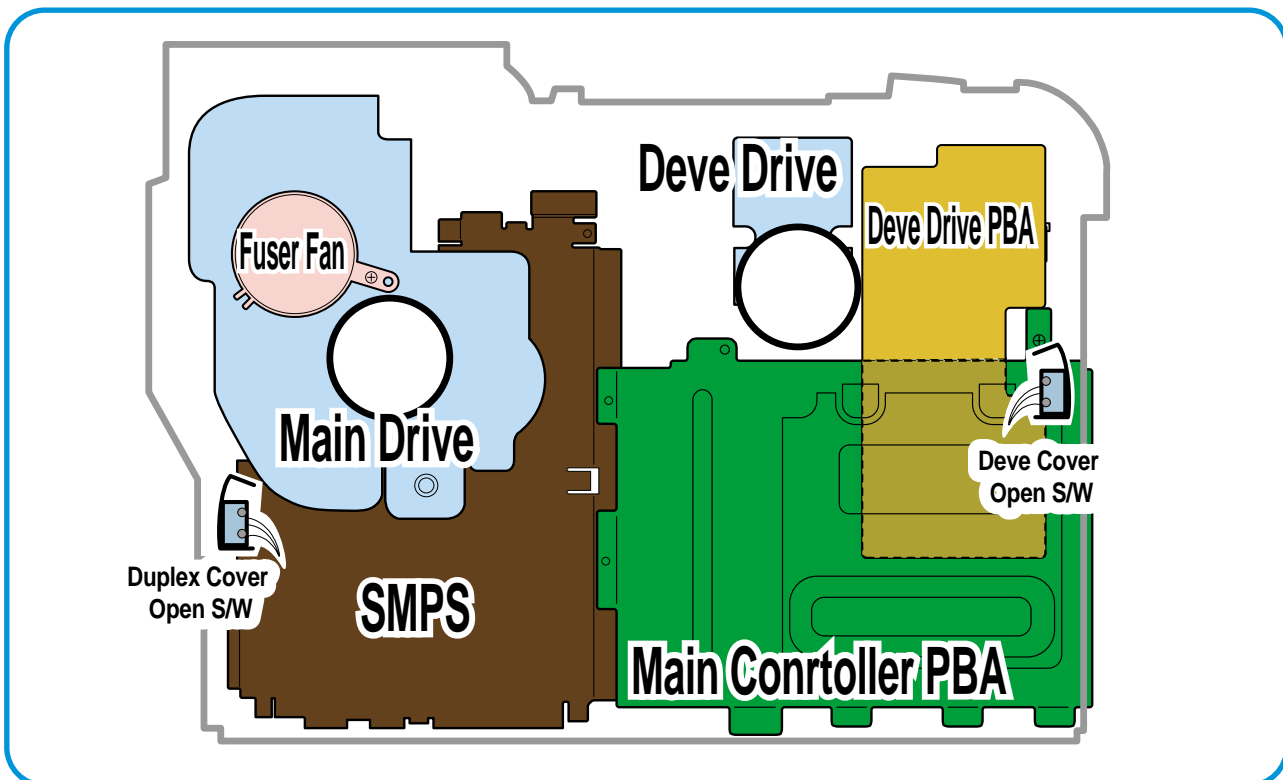 Deve Drive
Deve Drive PBA
Fuser Fan
Main Drive
Deve Cover
Open S/W
Duplex Cover
Open S/W
SMPS
Main Conrtoller PBA